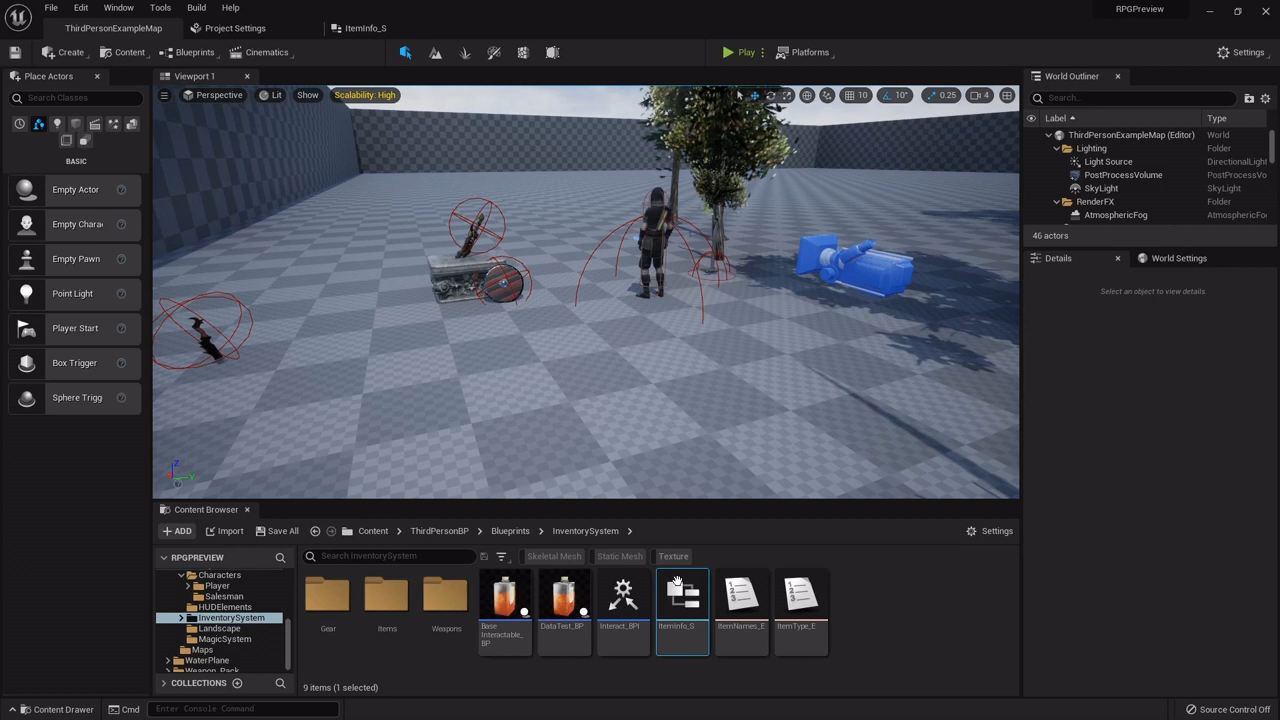 File Edit Window Tools Build Help
RPGPreview
ThirdPersonExampleMap Project Settings ItemInfo_S
Create Content Blueprints Cinematics Play Platforms Settings
Place Actors
Search Classes
BASIC
Empty Actor
Empty Chara
Empty Pawn
Point Light
Player Start
Box Trigger
Sphere Trigg
Viewport 1
Perspective Lit Show Scalability: High 10 10° 0.25 4
Z
Y
World Outliner
Search...
Label Type
ThirdPersonExampleMap (Editor) World
Lighting Folder
Light Source DirectionalLight
PostProcessVolume PostProcessVo
SkyLight SkyLight
RenderFX Folder
AtmosphericFog AtmosphericFo
46 actors
Details World Settings
Select an object to view details.
Content Browser
ADD Import Save All Content ThirdPersonBP Blueprints InventorySystem Settings
RPGPREVIEW
Characters
Player
Salesman
HUDElements
InventorySystem
Landscape
MagicSystem
Maps
WaterPlane
Weapon_Pack
COLLECTIONS
Search InventorySystem Skeletal Mesh Static Mesh Texture
Gear
Items
Weapons
Base
Interactable_
BP
DataTest_BP
Interact_BPI
ItemInfo_S
ItemNames_E
ItemType_E
9 items (1 selected)
Content Drawer Cmd Enter Console Command Source Control Off